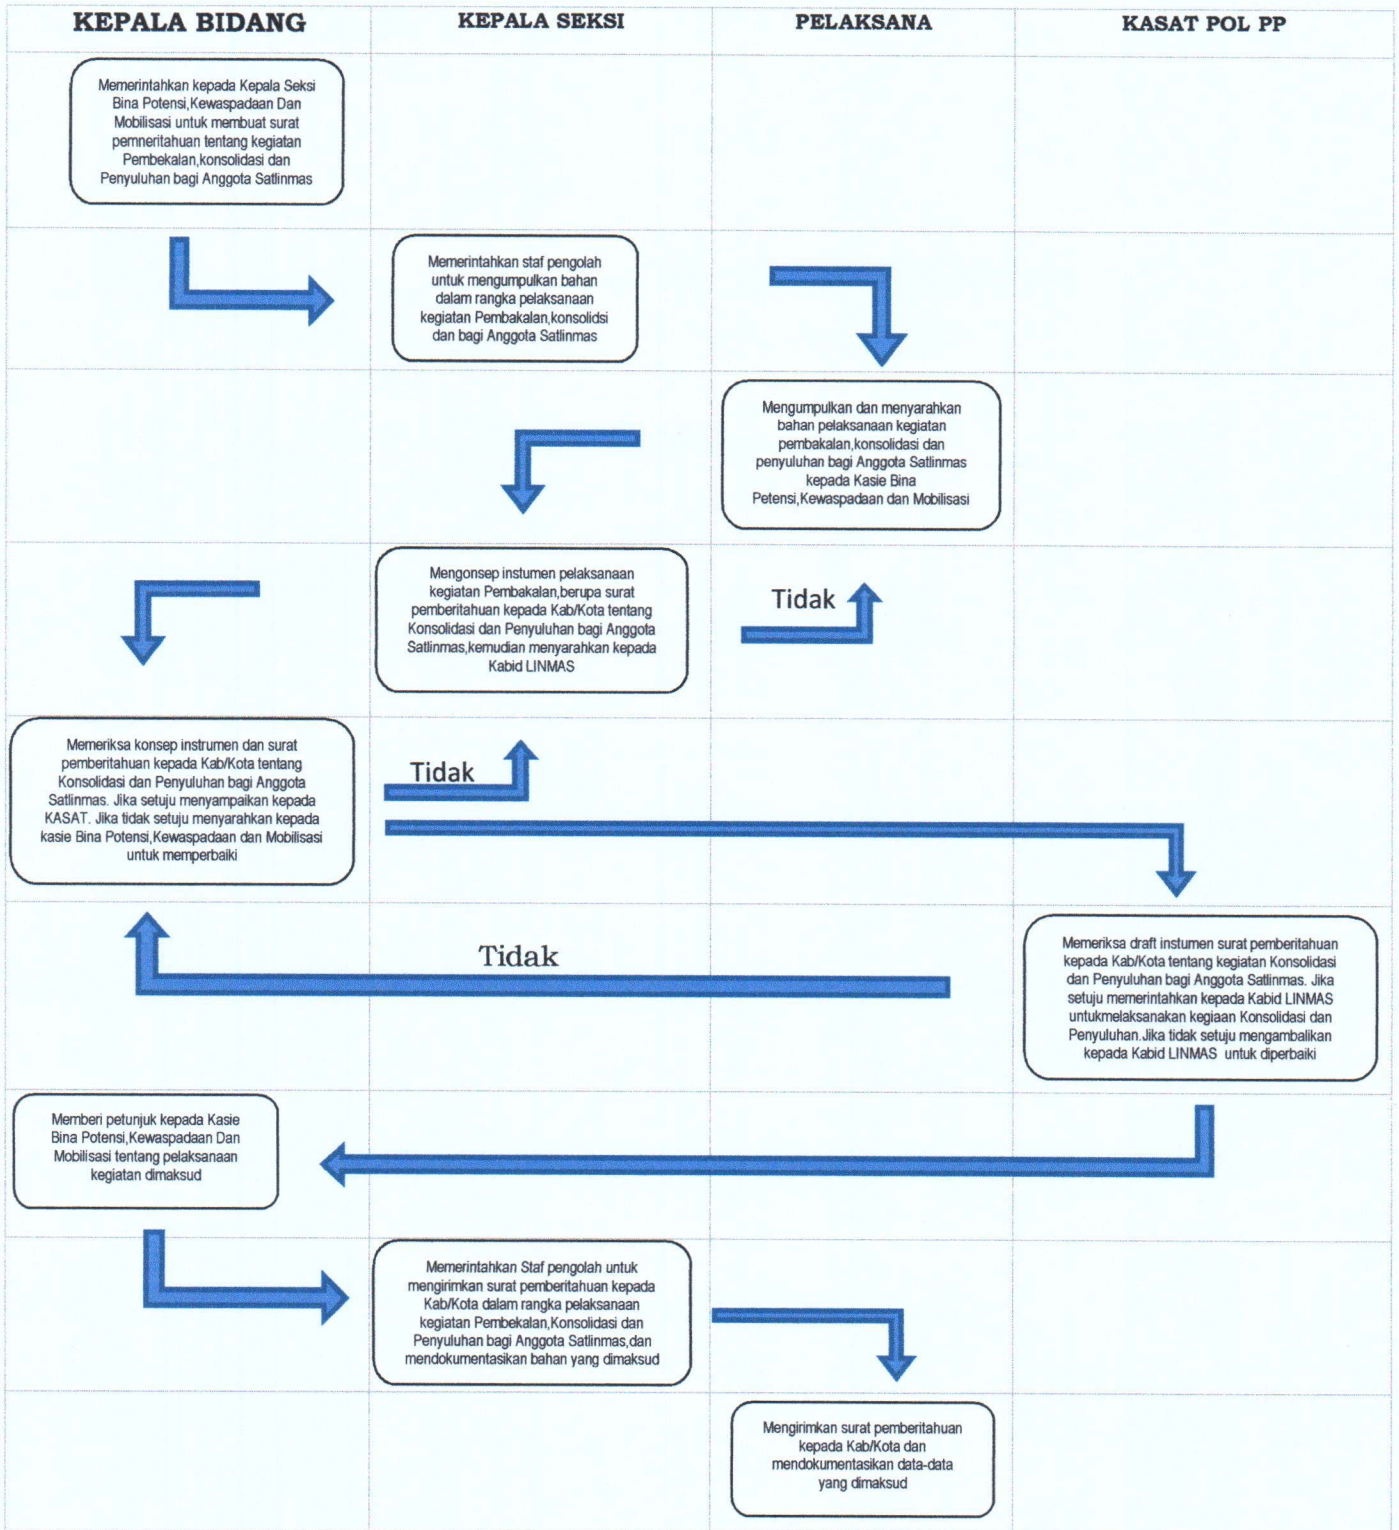 KEPALA BIDANG
KEPALA SEKSI
PELAKSANA
KASAT POL PP
Memerintahkan kepada Kepala Seksi
Bina Potensi,Kewaspadaan Dan
Mobilisasi untuk membuat surat
pemneritahuan tentang kegiatan
Pembekalan,konsolidasi dan
Penyuluhan bagi Anggota Satlinmas
Memerintahkan staf pengolah
untuk mengumpulkan bahan
dalam rangka pelaksanaan
kegiatan Pembakalan,konsolidsi
dan bagi Anggota Satlinmas
Mengumpulkan dan menyarahkan
bahan pelaksanaan kegiatan
pembakalan,konsolidasi dan
penyuluhan bagi Anggota Satlinmas
kepada Kasie Bina
Petensi,Kewaspadaan dan Mobilisasi
Mengonsep instumen pelaksanaan
kegiatan Pembakalan,berupa surat
pemberitahuan kepada Kab/Kota tentang
Konsolidasi dan Penyuluhan bagi Anggota
Satlinmas,kemudian menyarahkan kepada
Kabid LINMAS
Tidak
Memeriksa konsep instrumen dan surat
pemberitahuan kepada Kab/Kota tentang
Konsolidasi dan Penyuluhan bagi Anggota
Satlinmas. Jika setuju menyampaikan kepada
KASAT. Jika tidak setuju menyarahkan kepada
kasie Bina Potensi,Kewaspadaan dan Mobilisasi
untuk memperbaiki
Tidak
Tidak
Memeriksa draft instumen surat pemberitahuan
kepada Kab/Kota tentang kegiatan Konsolidasi
dan Penyuluhan bagi Anggota Satlinmas. Jika
setuju memerintahkan kepada Kabid LINMAS
untukmelaksanakan kegiaan Konsolidasi dan
Penyuluhan.Jika tidak setuju mengambalikan
kepada Kabid LINMAS untuk diperbaiki
Memberi petunjuk kepada Kasie
Bina Potensi,Kewaspadaan Dan
Mobilisasi tentang pelaksanaan
kegiatan dimaksud
Memerintahkan Staf pengolah untuk
mengirimkan surat pemberitahuan kepada
Kab/Kota dalam rangka pelaksanaan
kegiatan Pembekalan,Konsolidasi dan
Penyuluhan bagi Anggota Satlinmas,dan
mendokumentasikan bahan yang dimaksud
Mengirimkan surat pemberitahuan
kepada Kab/Kota dan
mendokumentasikan data-data
yang dimaksud